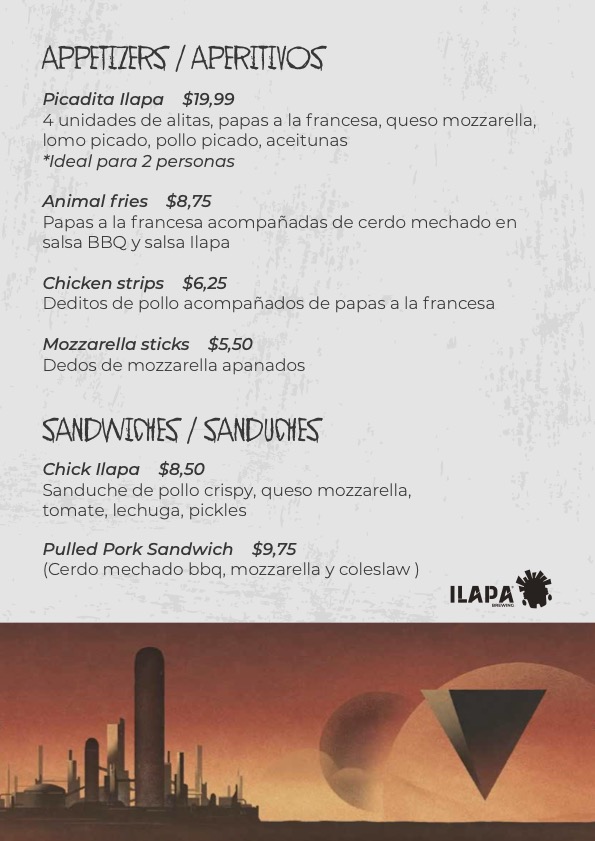 APPETIZERS / APERITIVOS
Picadita Ilapa $19,99
4 unidades de alitas, papas a la francesa, queso mozzarella,
lomo picado, pollo picado, aceitunas
*Ideal para 2 personas
Animal fries $8,75
Papas a la francesa acompañadas de cerdo mechado en
salsa BBQ y salsa Ilapa
Chicken strips $6,25
Deditos de pollo acompañados de papas a la francesa
Mozzarella sticks $5,50
Dedos de mozzarella apanados
SANDWICHES / SANDUCHES
Chick Ilapa $8,50
Sanduche de pollo crispy, queso mozzarella,
tomate, lechuga, pickles
Pulled Pork Sandwich $9,75
(Cerdo mechado bbq, mozzarella y coleslaw )
ILAPA
BREWING